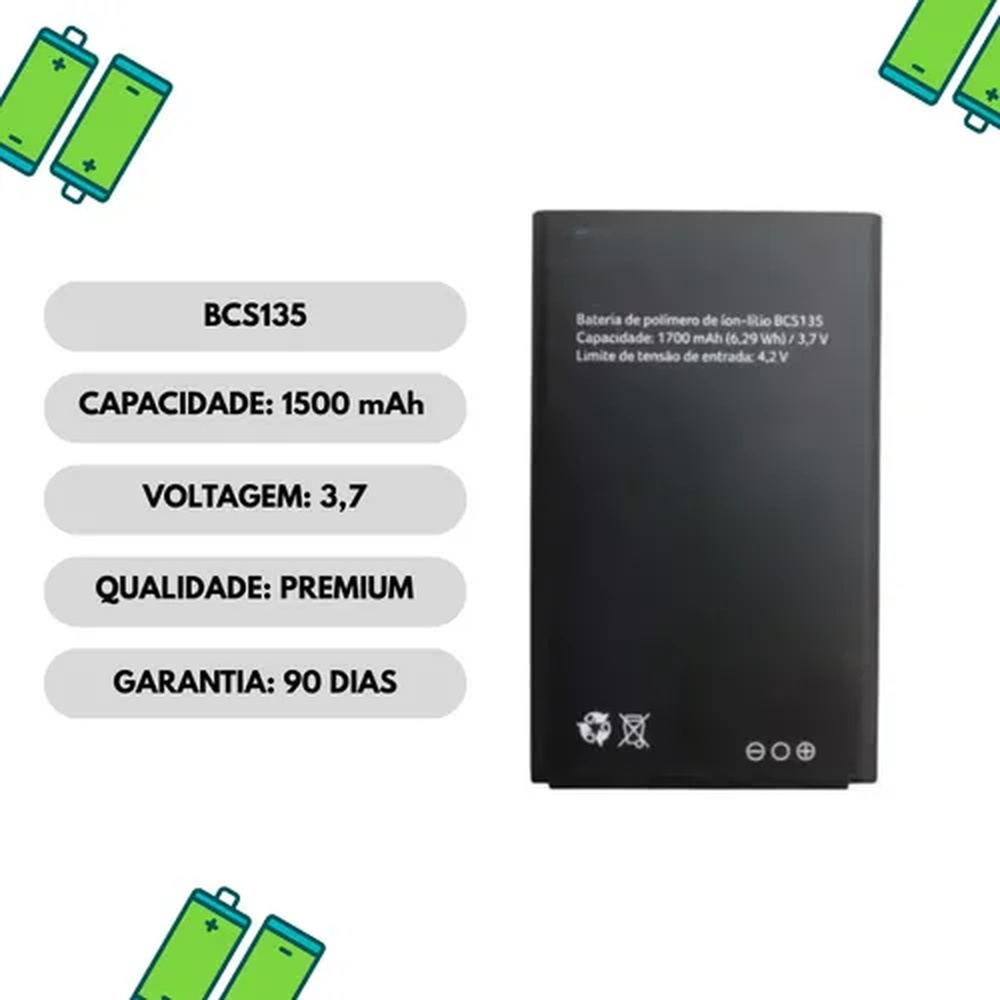 BCS135
CAPACIDADE: 1500 mAh
VOLTAGEM: 3,7
QUALIDADE: PREMIUM
GARANTIA: 90 DIAS
Bateria de polímero de íon-lítio BCS135
Capacidade: 1700 mAh (6,29 Wh) / 3,7 V
Limite de tensão de entrada: 4,2 V